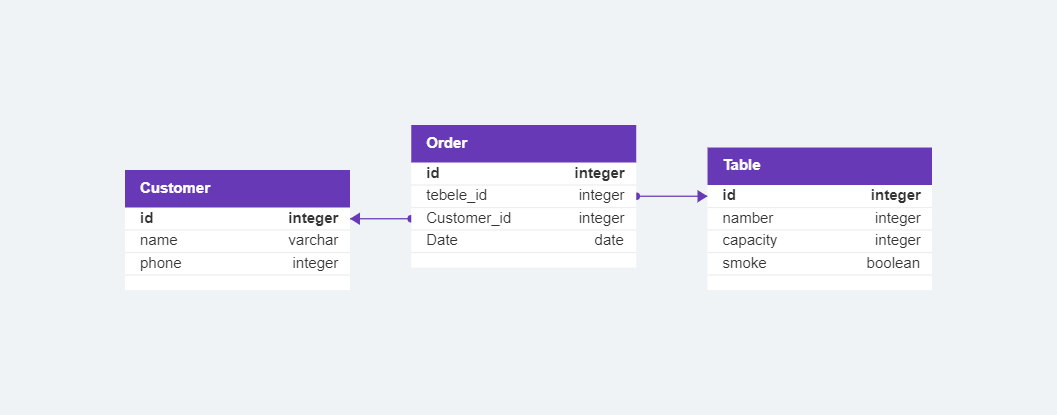 Customer
id integer
name varchar
phone integer
Order
id integer
tebele_id integer
Customer_id integer
Date date
Table
id integer
namber integer
capacity integer
smoke boolean